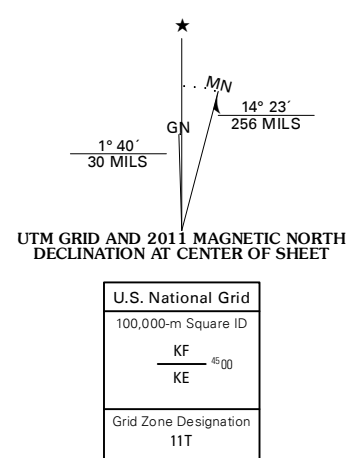 ★
MN
14° 23´
256 MILS
GN
1° 40´
30 MILS
UTM GRID AND 2011 MAGNETIC NORTH
DECLINATION AT CENTER OF SHEET
U.S. National Grid
100,000-m Square ID
KF
4500
KE
Grid Zone Designation
11T